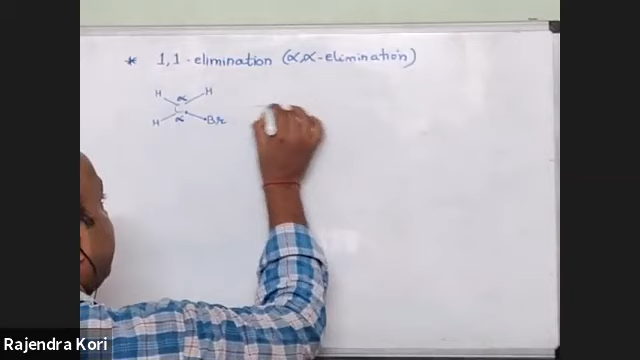 * 1,1-elimination (α,α-elimination)
H α H
C
H α Br
Rajendra Kori